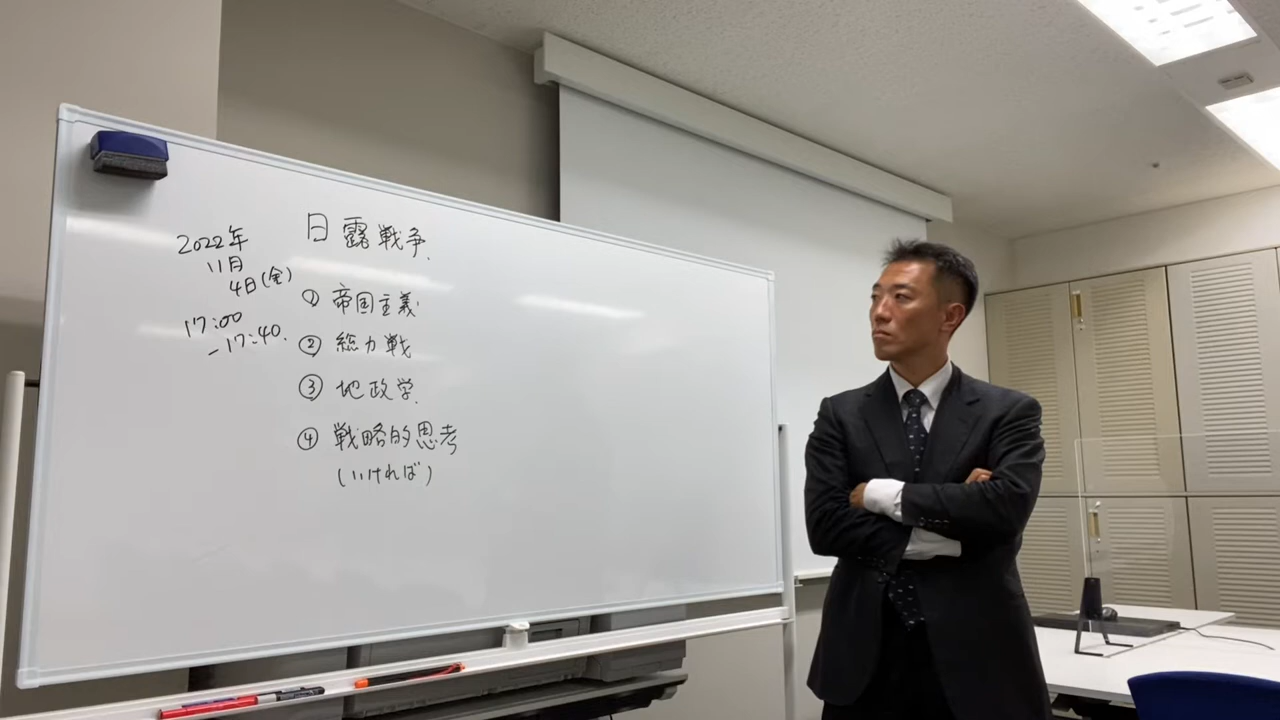 2022年
11月
4日(金)
17:00
-17:40.
日露戦争.
① 帝国主義
② 総力戦
③ 地政学.
④ 戦略的思考
(いければ)